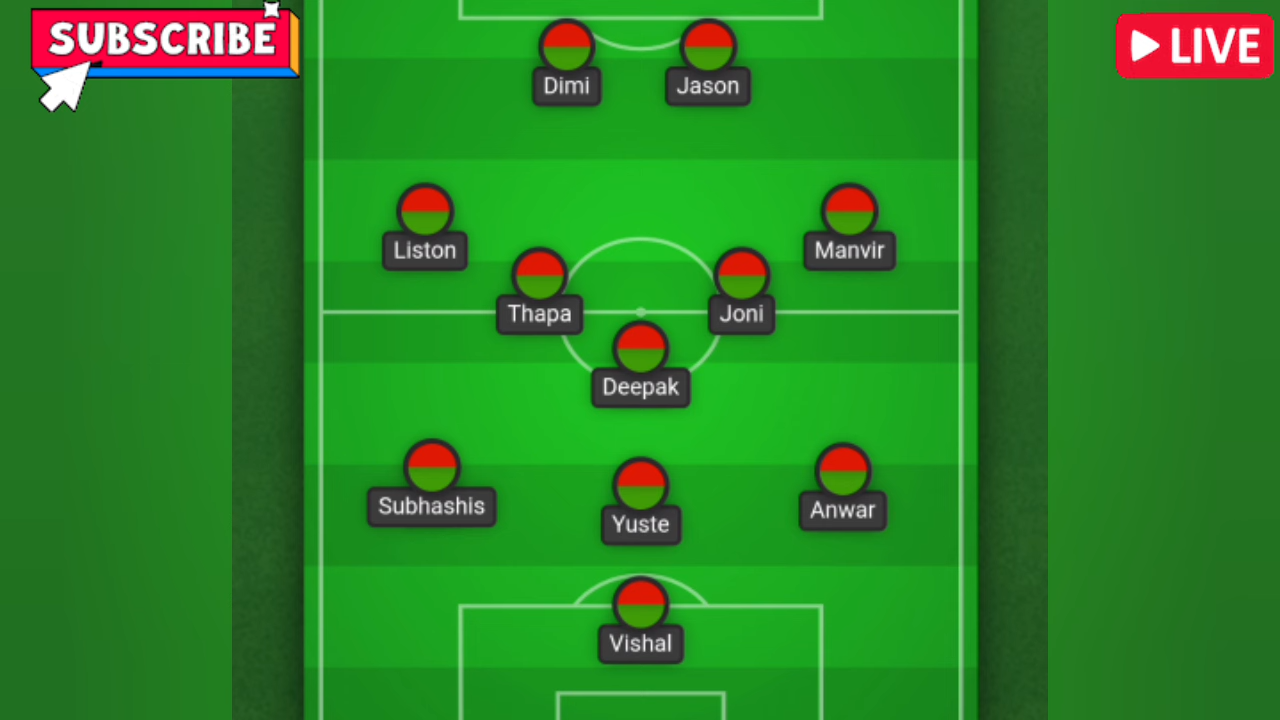 SUBSCRIBE
LIVE
Dimi
Jason
Liston
Manvir
Thapa
Joni
Deepak
Subhashis
Yuste
Anwar
Vishal